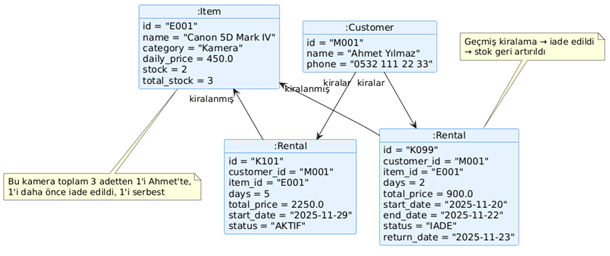 :Item
id = "E001"
name = "Canon 5D Mark IV"
category = "Kamera"
daily_price = 450.0
stock = 2
total_stock = 3
:Customer
id = "M001"
name = "Ahmet Yılmaz"
phone = "0532 111 22 33"
Geçmiş kiralama → iade edildi
→ stok geri artırıldı
kiralanmış
kiralar
kiralar
kiralanmış
Bu kamera toplam 3 adetten 1'i Ahmet'te,
1'i daha önce iade edildi, 1'i serbest
:Rental
id = "K101"
customer_id = "M001"
item_id = "E001"
days = 5
total_price = 2250.0
start_date = "2025-11-29"
status = "AKTIF"
:Rental
id = "K099"
customer_id = "M001"
item_id = "E001"
days = 2
total_price = 900.0
start_date = "2025-11-20"
end_date = "2025-11-22"
status = "IADE"
return_date = "2025-11-23"